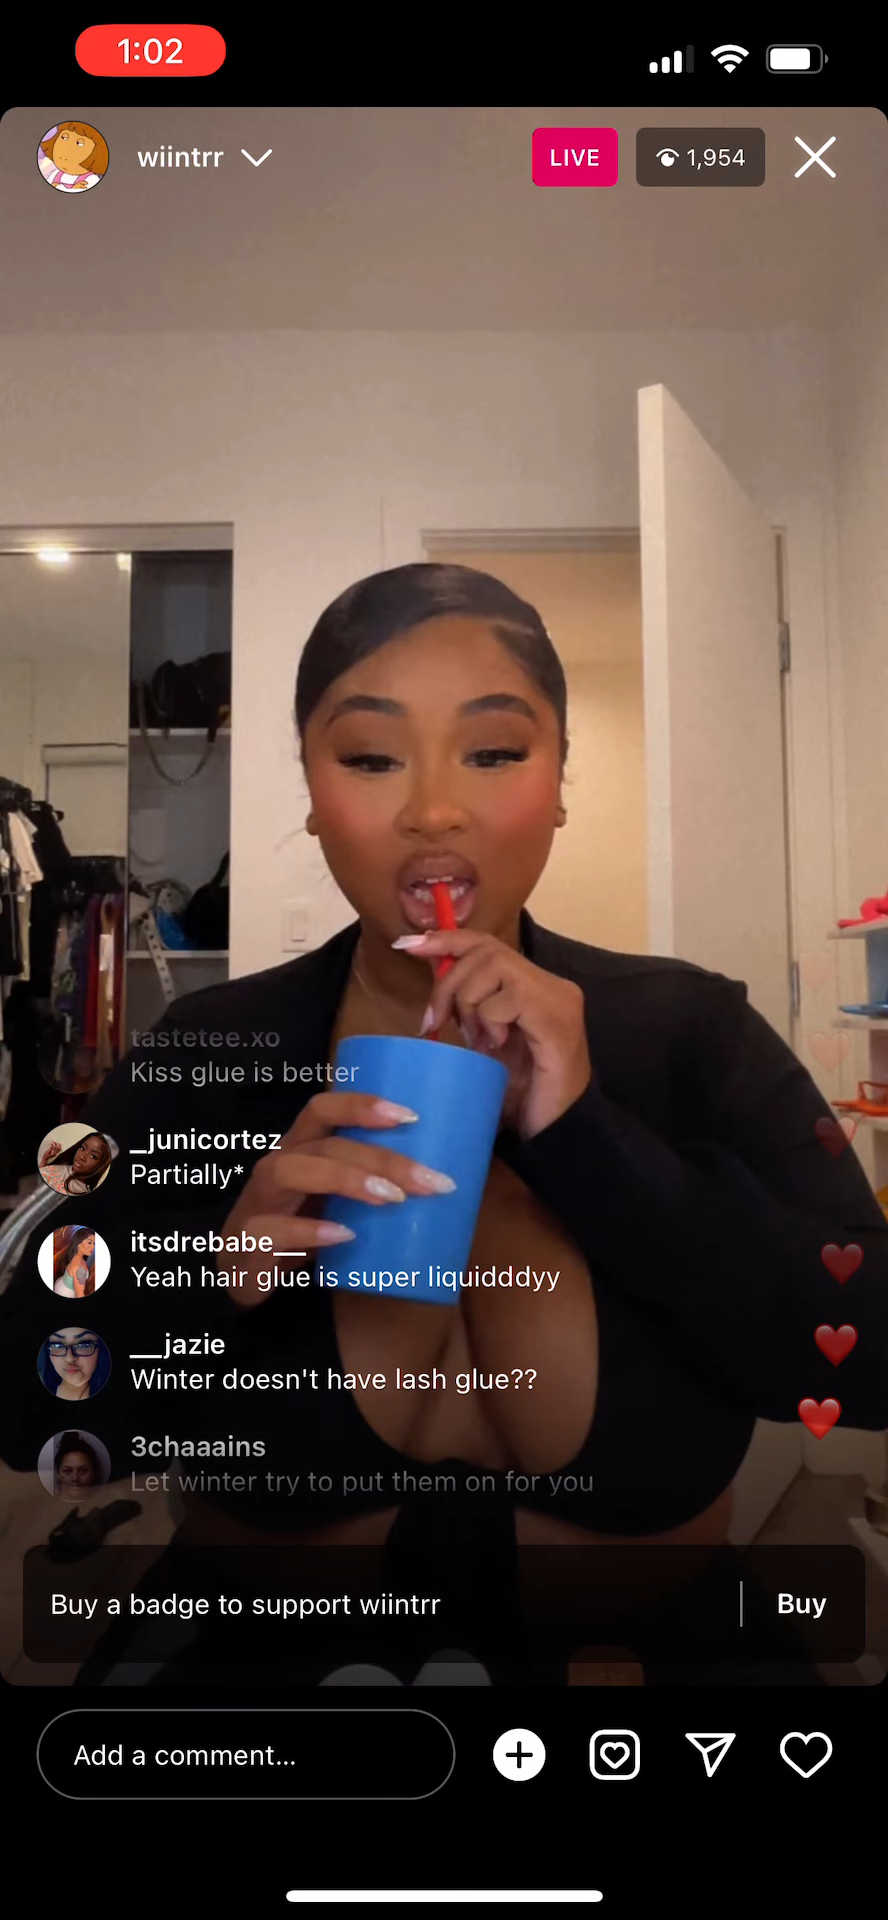 1:02
wiintrr
LIVE
1,954
tastetee.xo
Kiss glue is better
_junicortez
Partially*
itsdrebabe__
Yeah hair glue is super liquidddyy
__jazie
Winter doesn't have lash glue??
3chaaains
Let winter try to put them on for you
Buy a badge to support wiintrr
Buy
Add a comment...